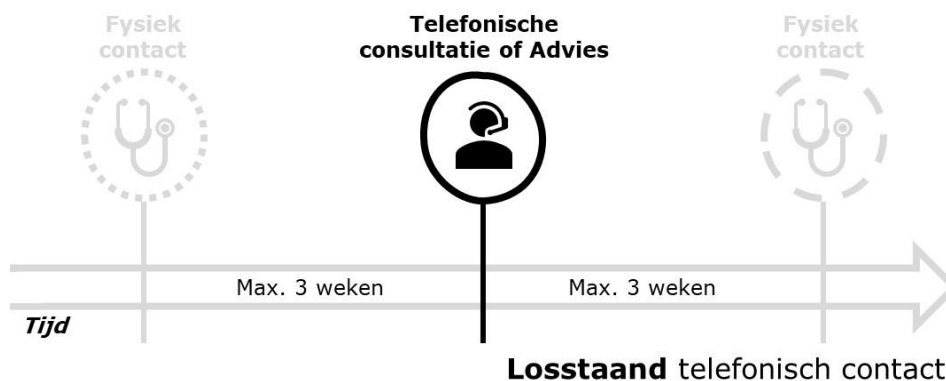 Fysiek
contact
Telefonische
consultatie of Advies
Fysiek
contact
Max. 3 weken
Max. 3 weken
Tijd
Losstaand telefonisch contact